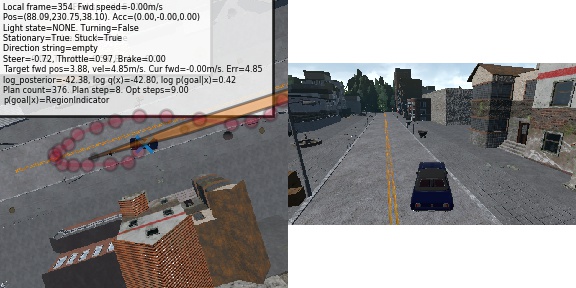 Local frame=354. Fwd speed=-0.00m/s
Pos=(88.09,230.75,38.10). Acc=(0.00,-0.00,0.00)
Light state=NONE. Turning=False
Stationary=True. Stuck=True
Direction string=empty
Steer=-0.72, Throttle=0.97, Brake=0.00
Target fwd pos=3.88, vel=4.85m/s. Cur fwd=-0.00m/s. Err=4.85
log_posterior=-42.38, log q(x)=-42.80, log p(goal|x)=0.42
Plan count=376. Plan step=8. Opt steps=9.00
p(goal|x)=RegionIndicator